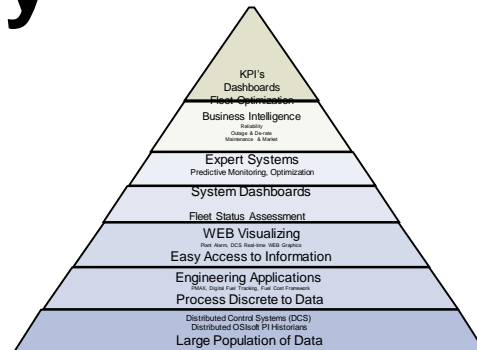 y
KPI's
Dashboards
Fleet Optimization
Business Intelligence
Reliability
Outage & De-rate
Maintenance & Market
Expert Systems
Predictive Monitoring, Optimization
System Dashboards
Fleet Status Assessment
WEB Visualizing
Plant Alarm, DCS Real-time WEB Graphics
Easy Access to Information
Engineering Applications
PMAX, Digital Fuel Tracking, Fuel Cost Framework
Process Discrete to Data
Distributed Control Systems (DCS)
Distributed OSIsoft PI Historians
Large Population of Data